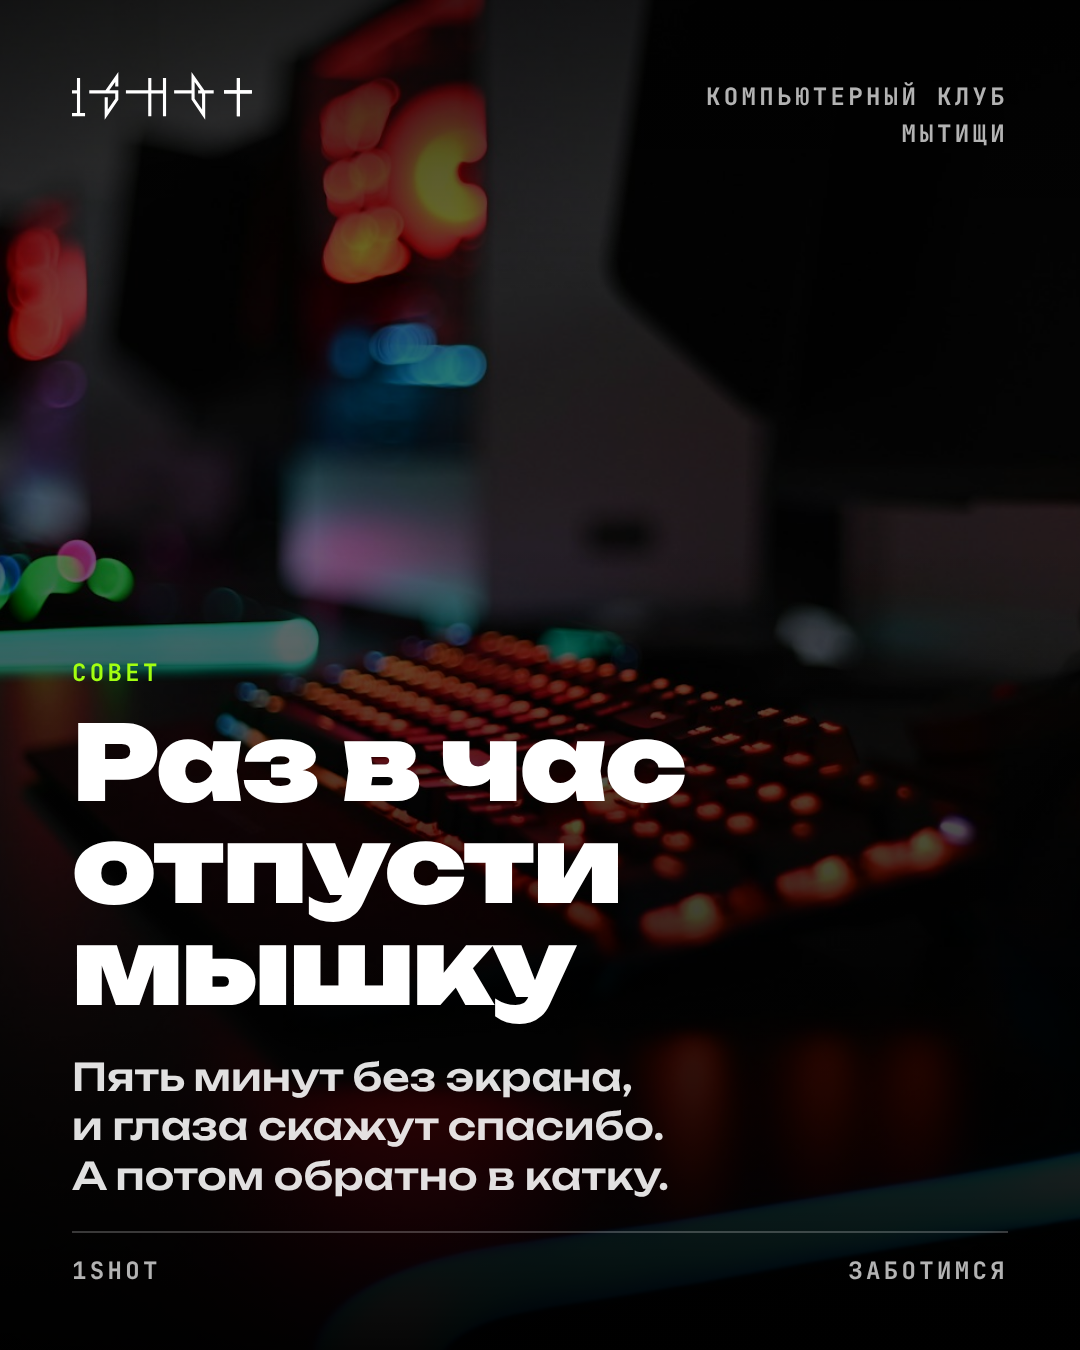 1SHOT
КОМПЬЮТЕРНЫЙ КЛУБ
МЫТИЩИ
СОВЕТ
Раз в час
отпусти
мышку
Пять минут без экрана,
и глаза скажут спасибо.
А потом обратно в катку.
1SHOT
ЗАБОТИМСЯ